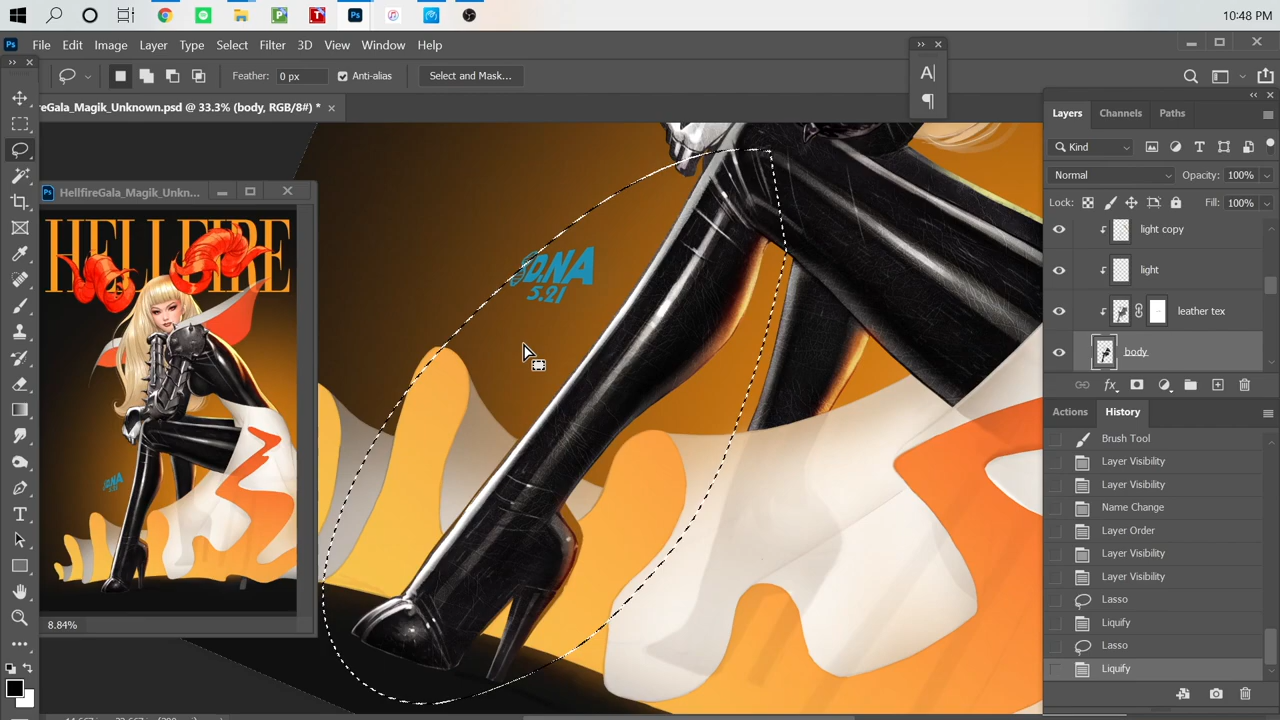 10:48 PM
Ps File Edit Image Layer Type Select Filter 3D View Window Help
Feather: 0 px Anti-alias Select and Mask...
reGala_Magik_Unknown.psd @ 33.3% (body, RGB/8#) *
HellfireGala_Magik_Unkn...
HELLFIRE
D.NA
5.21
8.84%
Layers Channels Paths
Kind
Normal Opacity: 100%
Lock: Fill: 100%
light copy
light
leather tex
body
Actions History
Brush Tool
Layer Visibility
Layer Visibility
Name Change
Layer Order
Layer Visibility
Layer Visibility
Lasso
Liquify
Lasso
Liquify